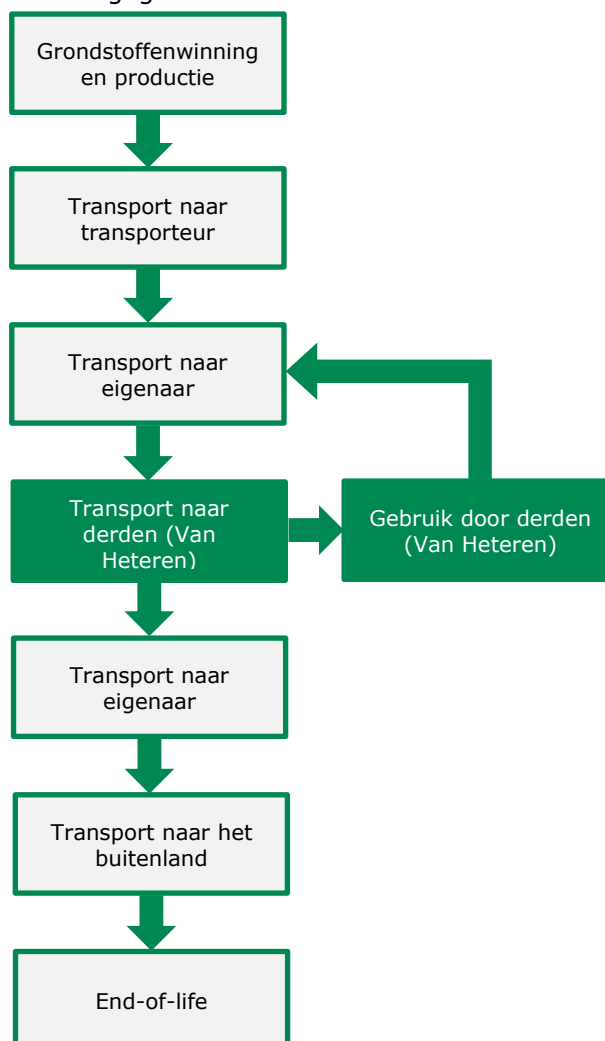 Grondstoffenwinning
en productie
Transport naar
transporteur
Transport naar
eigenaar
Transport naar
derden (Van
Heteren)
Gebruik door derden
(Van Heteren)
Transport naar
eigenaar
Transport naar het
buitenland
End-of-life